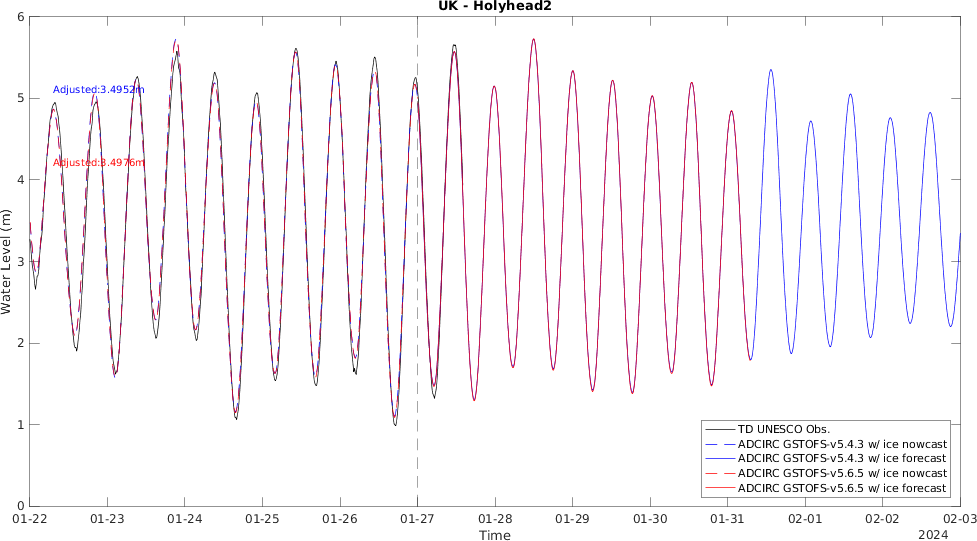 UK - Holyhead2
6
5
4
3
2
1
0
Water Level (m)
Adjusted:3.4952m
Adjusted:3.4976m
TD UNESCO Obs.
ADCIRC GSTOFS-v5.4.3 w/ ice nowcast
ADCIRC GSTOFS-v5.4.3 w/ ice forecast
ADCIRC GSTOFS-v5.6.5 w/ ice nowcast
ADCIRC GSTOFS-v5.6.5 w/ ice forecast
01-22 01-23 01-24 01-25 01-26 01-27 01-28 01-29 01-30 01-31 02-01 02-02 02-03
Time
2024